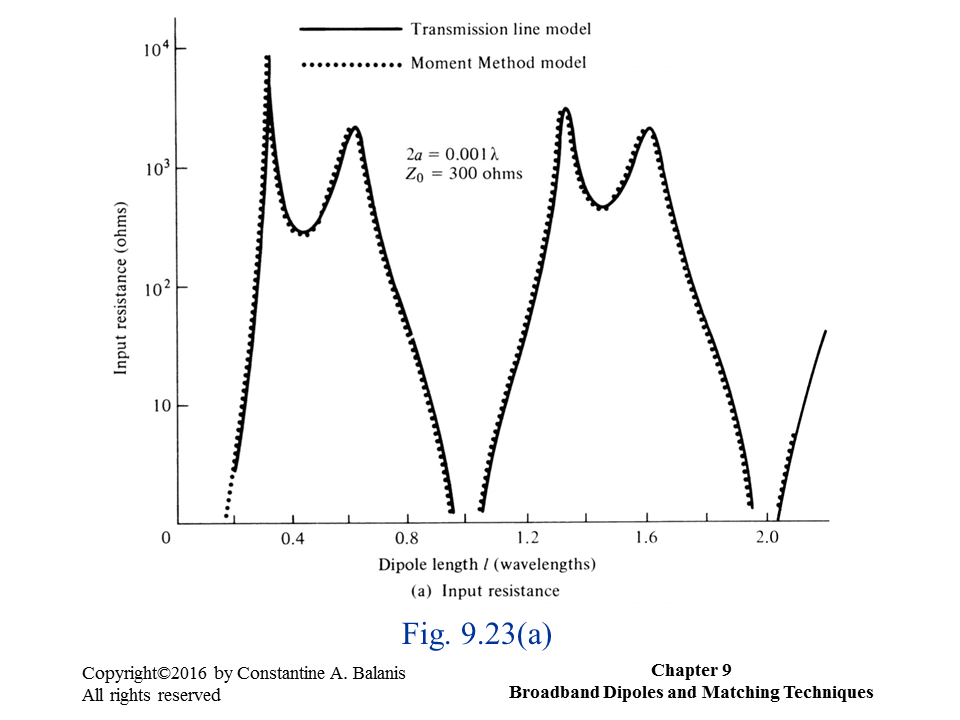 Transmission line model
Moment Method model
2a = 0.001λ
Z₀ = 300 ohms
10⁴
10³
10²
10
Input resistance (ohms)
0
0.4
0.8
1.2
1.6
2.0
Dipole length l (wavelengths)
(a) Input resistance
Fig. 9.23(a)
Copyright©2016 by Constantine A. Balanis
All rights reserved
Chapter 9
Broadband Dipoles and Matching Techniques